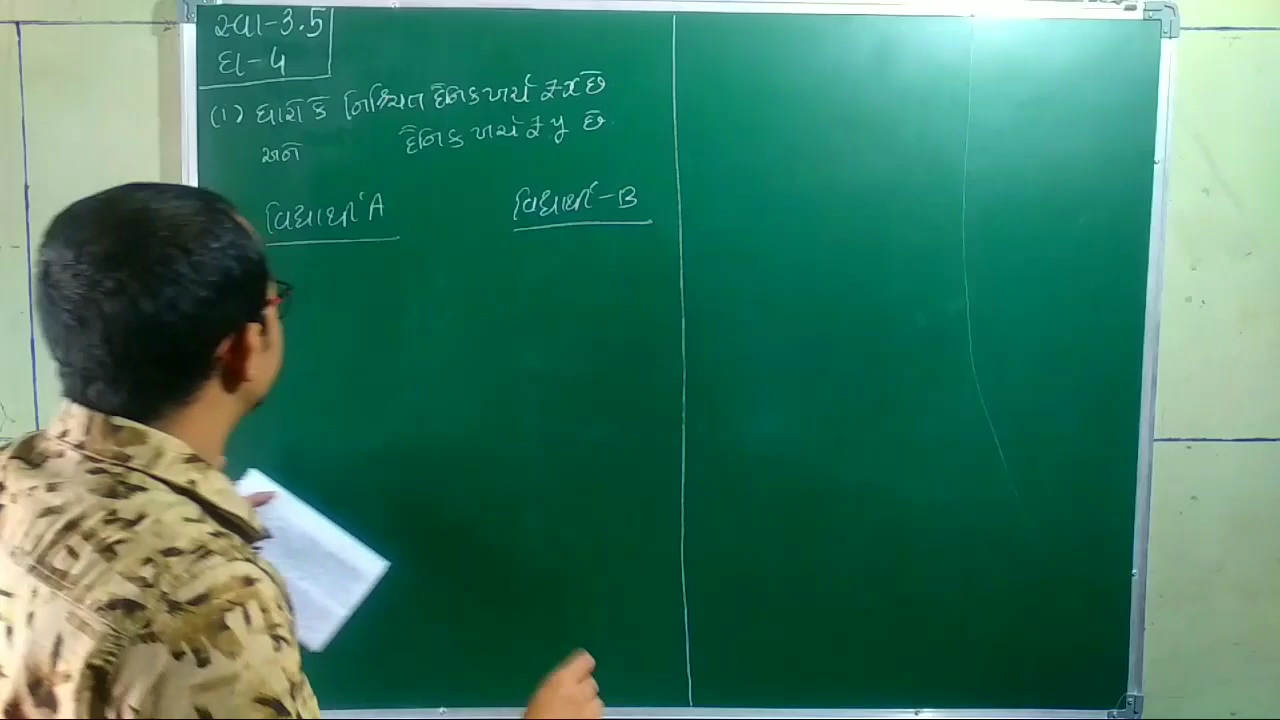 સ્વા-3.5
દા-4
(1) ધારો કે નિશ્ચિત દૈનિક ખર્ચ ₹ x છે
અને દૈનિક ખર્ચ ₹ y છે.
વિદ્યાર્થી A વિદ્યાર્થી-B